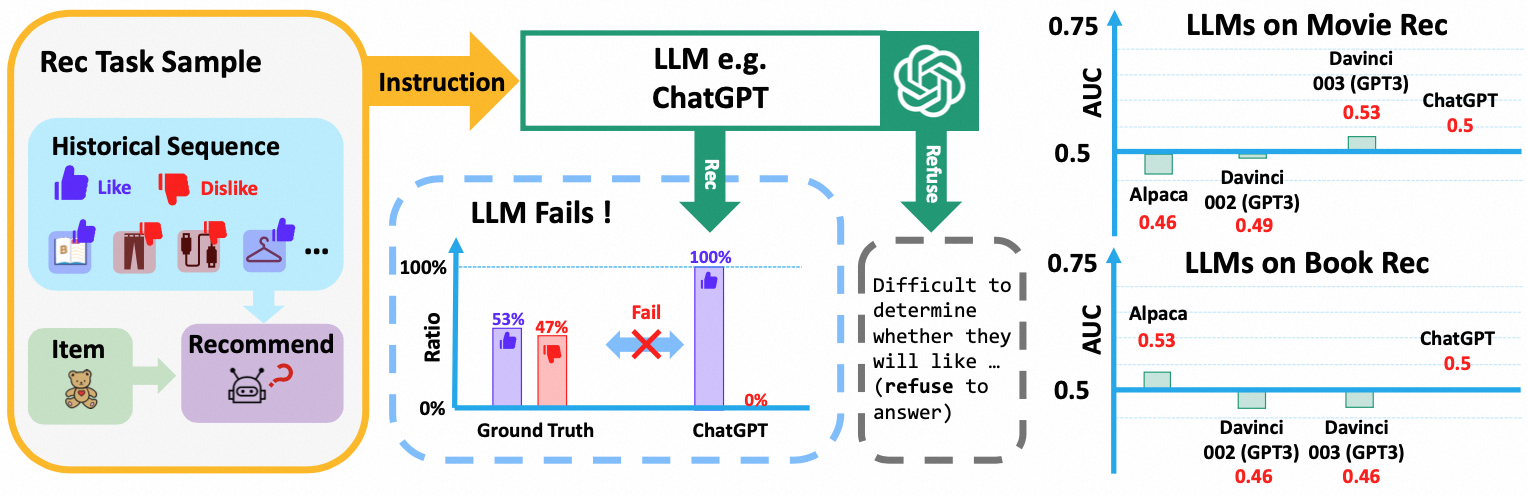 Rec Task Sample
Historical Sequence
Like
Dislike
B
...
Item
Recommend
?
Instruction
LLM e.g.
ChatGPT
Rec
Refuse
LLM Fails !
100%
0%
Ratio
53%
47%
Fail
100%
0%
Ground Truth
ChatGPT
Difficult to
determine
whether they
will like …
(refuse to
answer)
LLMs on Movie Rec
0.75
AUC
0.5
Alpaca
0.46
Davinci
002 (GPT3)
0.49
Davinci
003 (GPT3)
0.53
ChatGPT
0.5
LLMs on Book Rec
0.75
AUC
0.5
Alpaca
0.53
Davinci
002 (GPT3)
0.46
Davinci
003 (GPT3)
0.46
ChatGPT
0.5